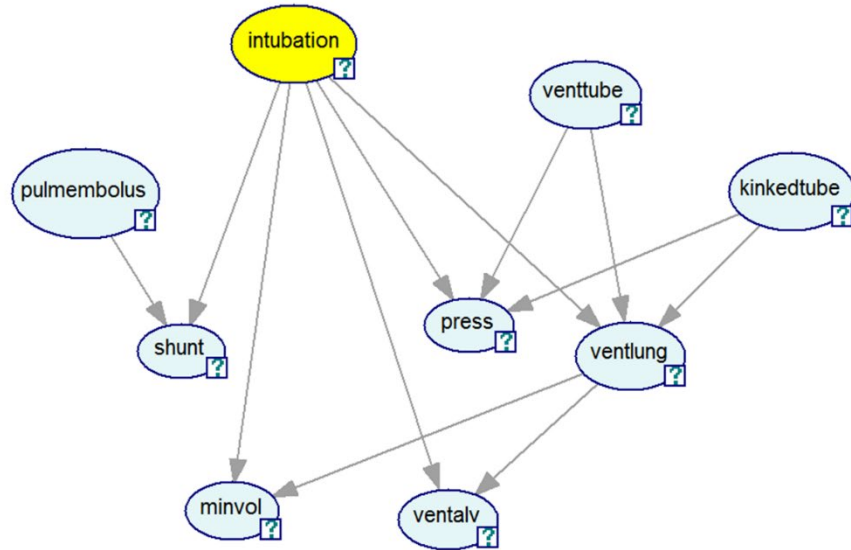 intubation
?
venttube
?
pulmembolus
?
kinkedtube
?
press
?
shunt
?
ventlung
?
minvol
?
ventalv
?